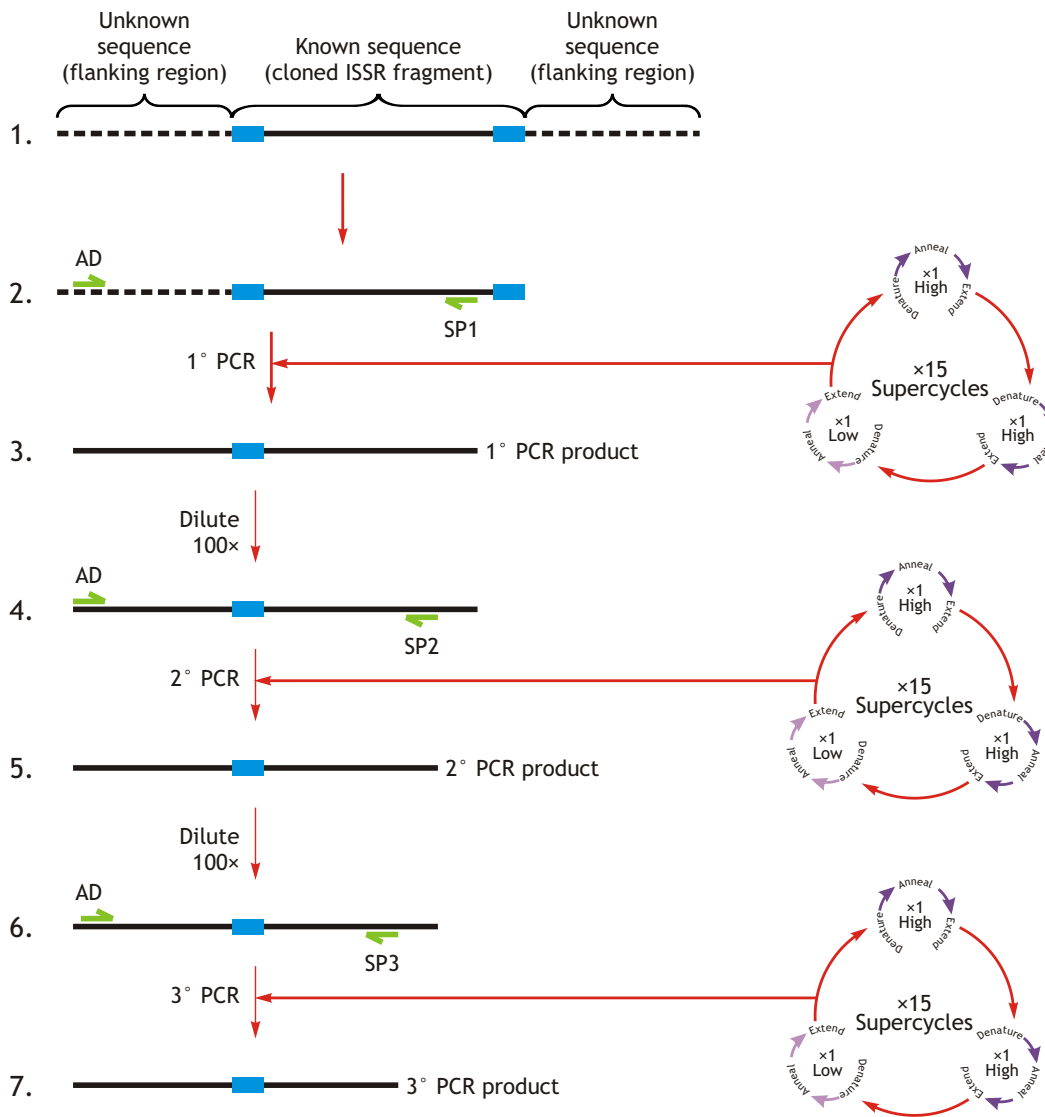 Unknown
sequence
(flanking region)
Known sequence
(cloned ISSR fragment)
Unknown
sequence
(flanking region)
1.
AD
2.
SP1
1° PCR
Anneal
Extend
Denature
×1
High
×15
Supercycles
Denature
Anneal
Extend
×1
High
Denature
Anneal
Extend
×1
Low
3.
1° PCR product
Dilute
100×
AD
4.
SP2
2° PCR
Anneal
Extend
Denature
×1
High
×15
Supercycles
Denature
Anneal
Extend
×1
High
Denature
Anneal
Extend
×1
Low
5.
2° PCR product
Dilute
100×
AD
6.
SP3
3° PCR
Anneal
Extend
Denature
×1
High
×15
Supercycles
Denature
Anneal
Extend
×1
High
Denature
Anneal
Extend
×1
Low
7.
3° PCR product